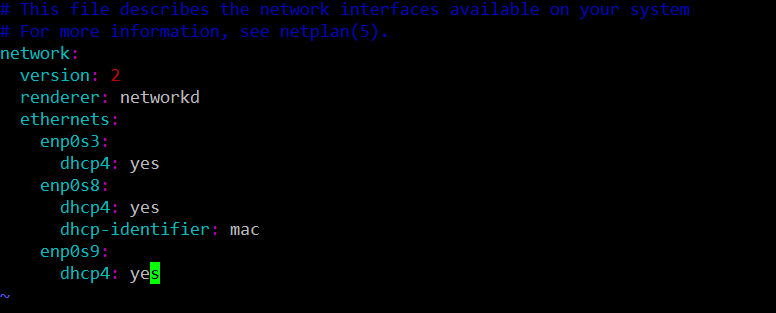 # This file describes the network interfaces available on your system
# For more information, see netplan(5).
network:
  version: 2
  renderer: networkd
  ethernets:
    enp0s3:
      dhcp4: yes
    enp0s8:
      dhcp4: yes
      dhcp-identifier: mac
    enp0s9:
      dhcp4: yes
~